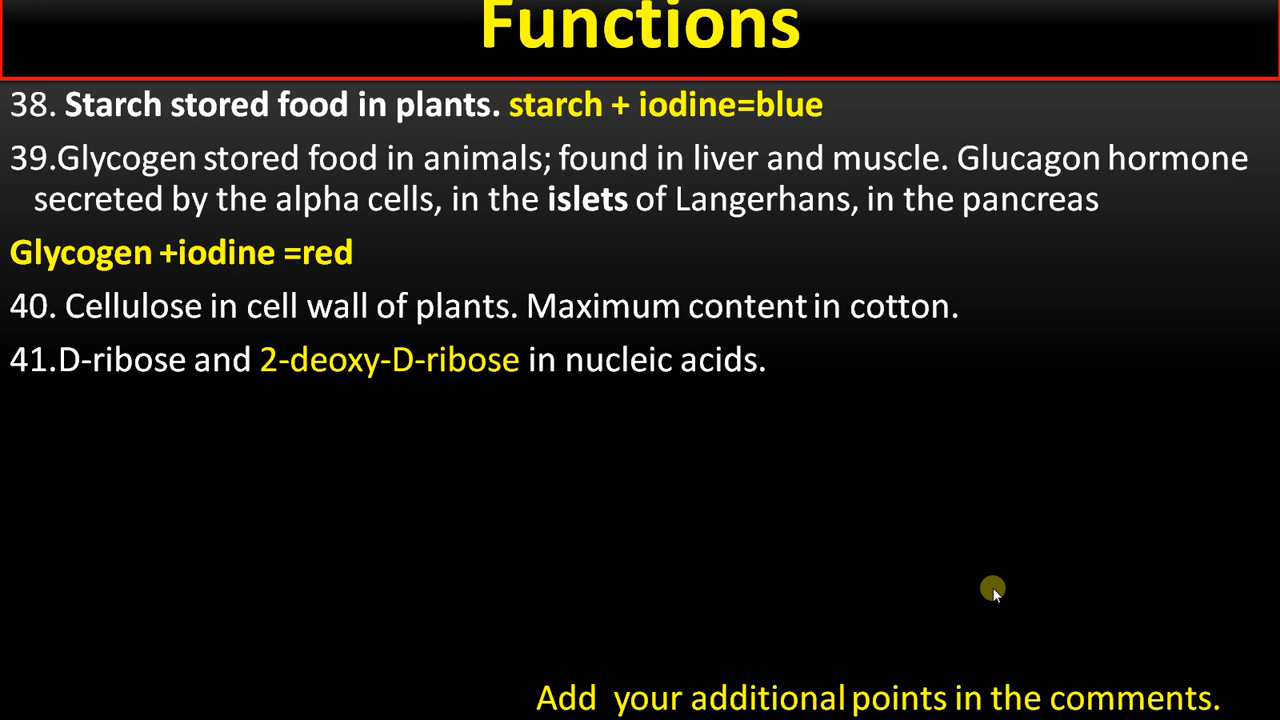 Functions
38. Starch stored food in plants. starch + iodine=blue
39.Glycogen stored food in animals; found in liver and muscle. Glucagon hormone
secreted by the alpha cells, in the islets of Langerhans, in the pancreas
Glycogen +iodine =red
40. Cellulose in cell wall of plants. Maximum content in cotton.
41.D-ribose and 2-deoxy-D-ribose in nucleic acids.
Add your additional points in the comments.